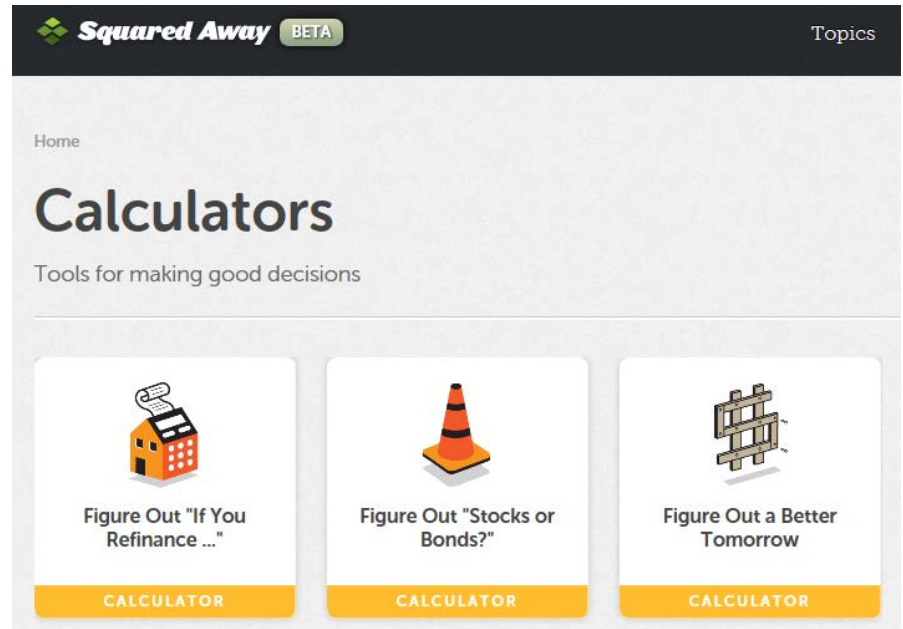 Squared Away BETA
Topics
Home
Calculators
Tools for making good decisions
Figure Out "If You
Refinance ..."
CALCULATOR
Figure Out "Stocks or
Bonds?"
CALCULATOR
Figure Out a Better
Tomorrow
CALCULATOR